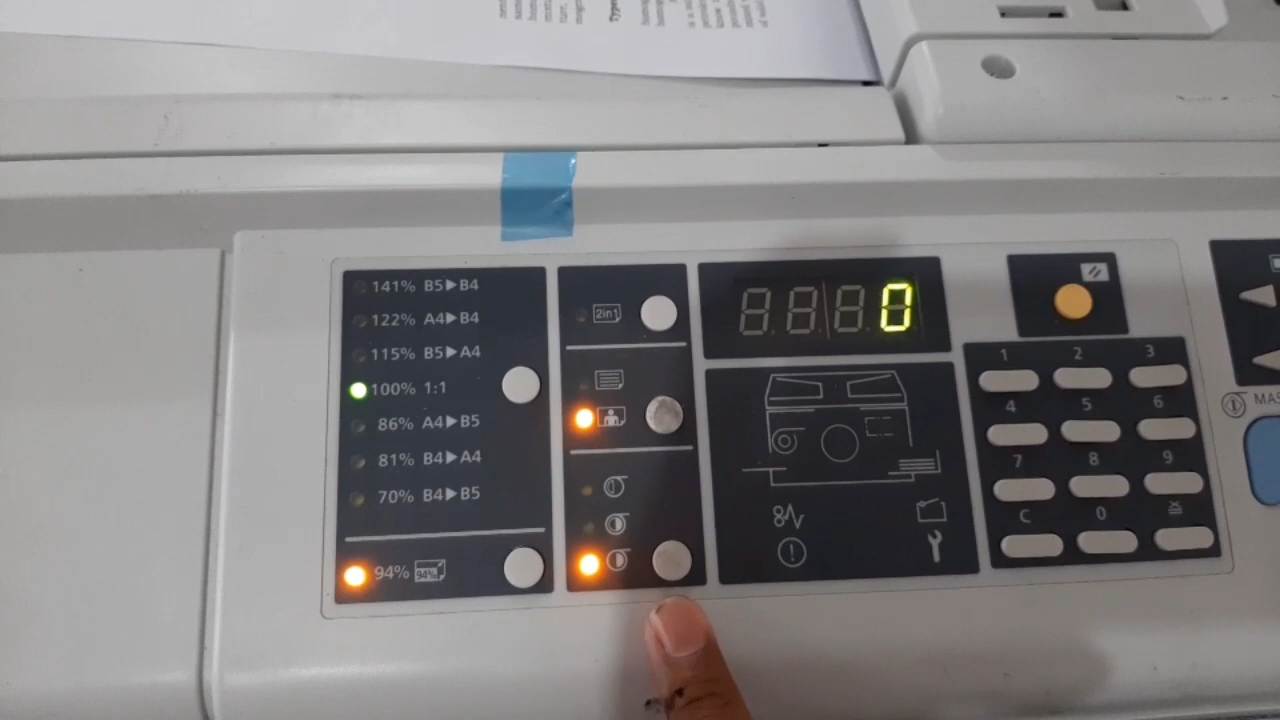 141% B5▶B4
122% A4▶B4
115% B5▶A4
100% 1:1
86% A4▶B5
81% B4▶A4
70% B4▶B5
94% 94%
2in1
0
1 2 3
4 5 6
7 8 9
C 0